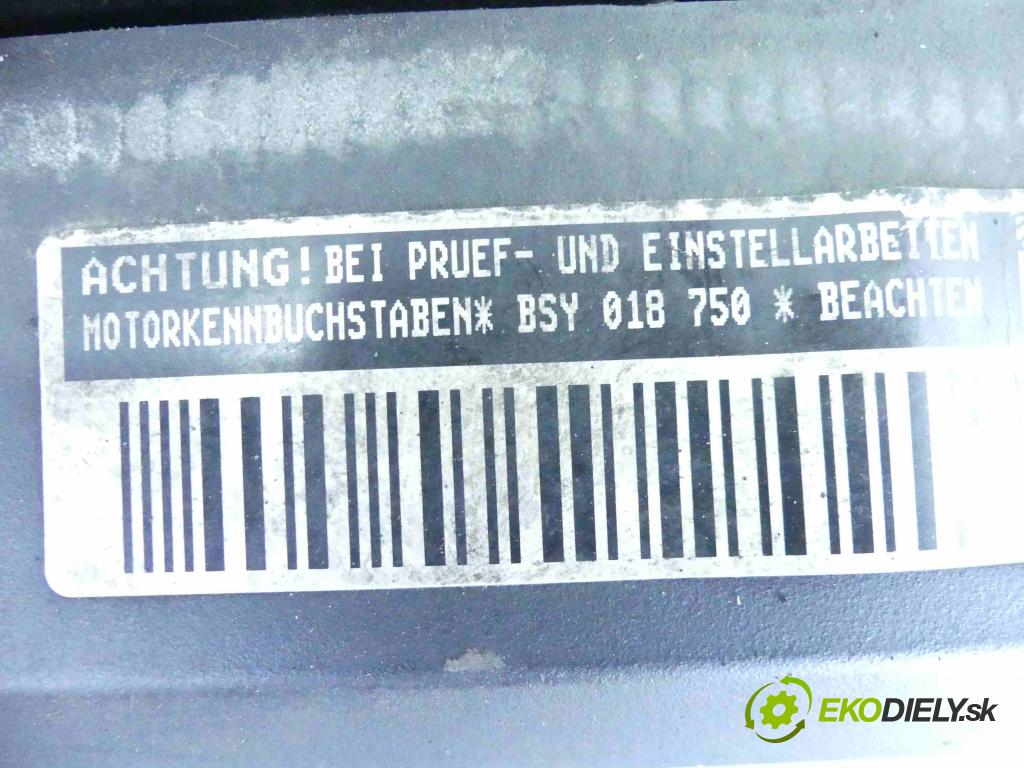 ACHTUNG! BEI PRUEF- UND EINSTELLARBEITEN
MOTORKENNBUCHSTABEN* BSY 018 750 * BEACHTEN
EKODIELY.sk